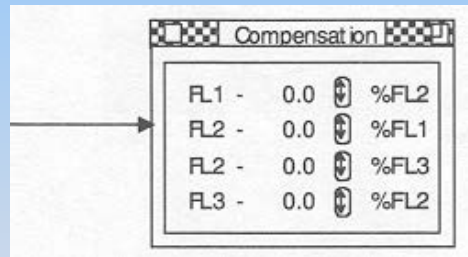 Compensation
FL1 - 0.0 %FL2
FL2 - 0.0 %FL1
FL2 - 0.0 %FL3
FL3 - 0.0 %FL2